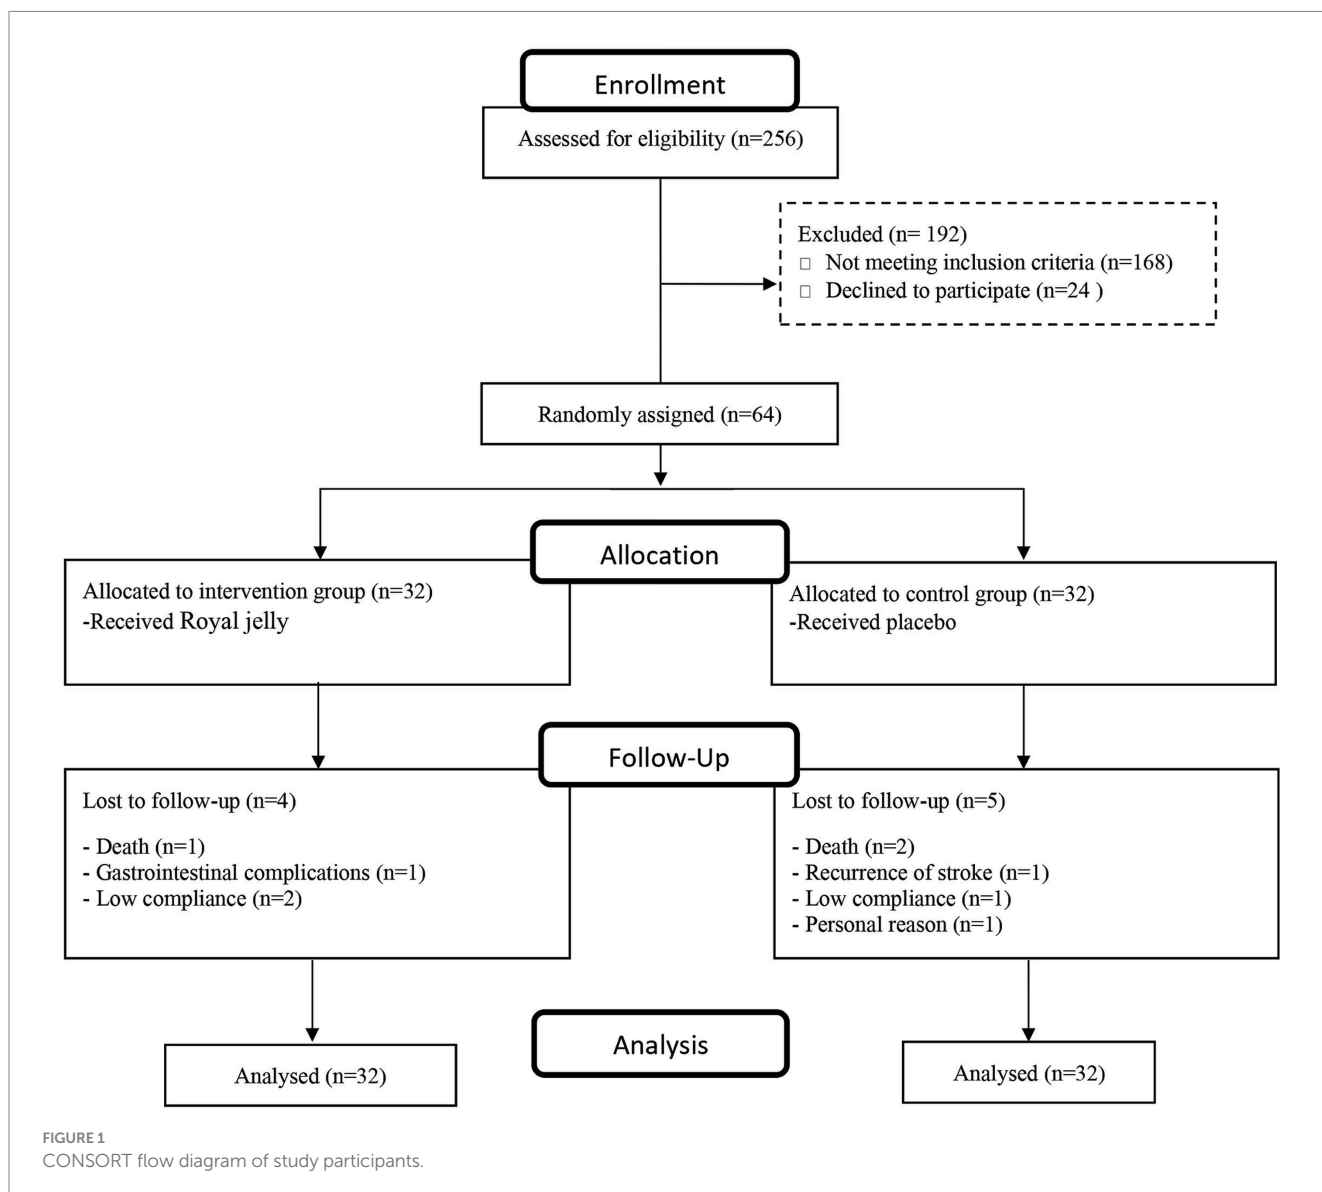 Enrollment
Assessed for eligibility (n=256)
Excluded (n= 192)
□ Not meeting inclusion criteria (n=168)
□ Declined to participate (n=24 )
Randomly assigned (n=64)
Allocation
Allocated to intervention group (n=32)
-Received Royal jelly
Allocated to control group (n=32)
-Received placebo
Follow-Up
Lost to follow-up (n=4)
- Death (n=1)
- Gastrointestinal complications (n=1)
- Low compliance (n=2)
Lost to follow-up (n=5)
- Death (n=2)
- Recurrence of stroke (n=1)
- Low compliance (n=1)
- Personal reason (n=1)
Analysis
Analysed (n=32)
Analysed (n=32)
FIGURE 1
CONSORT flow diagram of study participants.